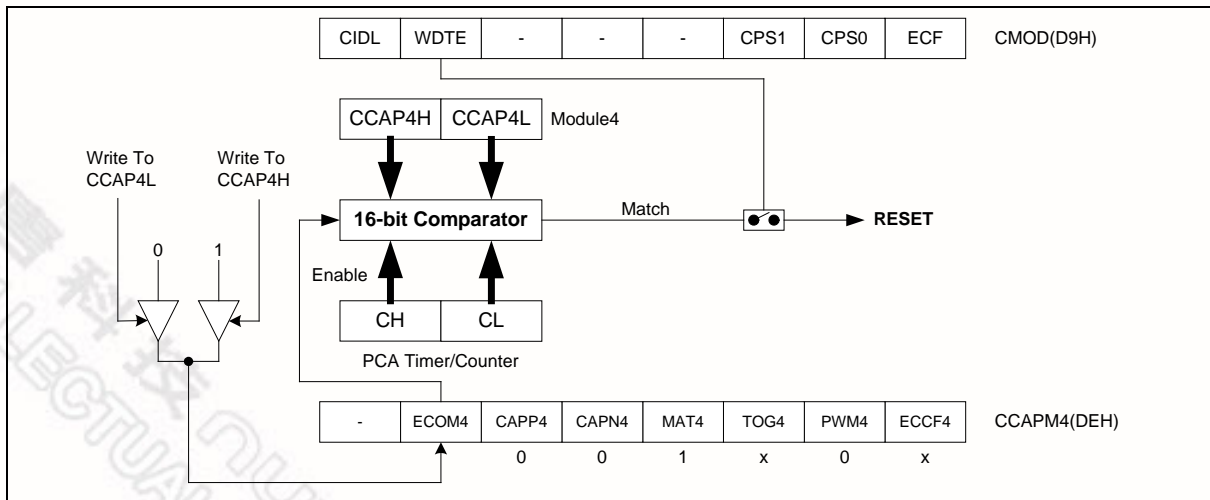 CIDL WDTE - - - CPS1 CPS0 ECF CMOD(D9H)
CCAP4H CCAP4L Module4
Write To
CCAP4L
Write To
CCAP4H
16-bit Comparator
Match
RESET
0 1
Enable
CH CL
PCA Timer/Counter
- ECOM4 CAPP4 CAPN4 MAT4 TOG4 PWM4 ECCF4 CCAPM4(DEH)
0 0 1 x 0 x
科 技